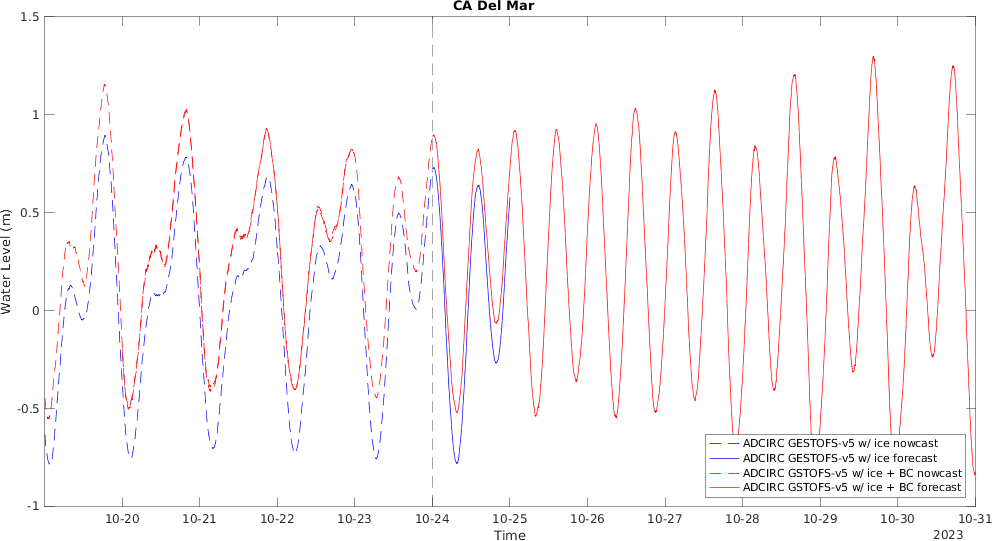 CA Del Mar
1.5
1
0.5
0
-0.5
-1
Water Level (m)
10-20 10-21 10-22 10-23 10-24 10-25 10-26 10-27 10-28 10-29 10-30 10-31
Time
2023
ADCIRC GESTOFS-v5 w/ ice nowcast
ADCIRC GESTOFS-v5 w/ ice forecast
ADCIRC GSTOFS-v5 w/ ice + BC nowcast
ADCIRC GSTOFS-v5 w/ ice + BC forecast